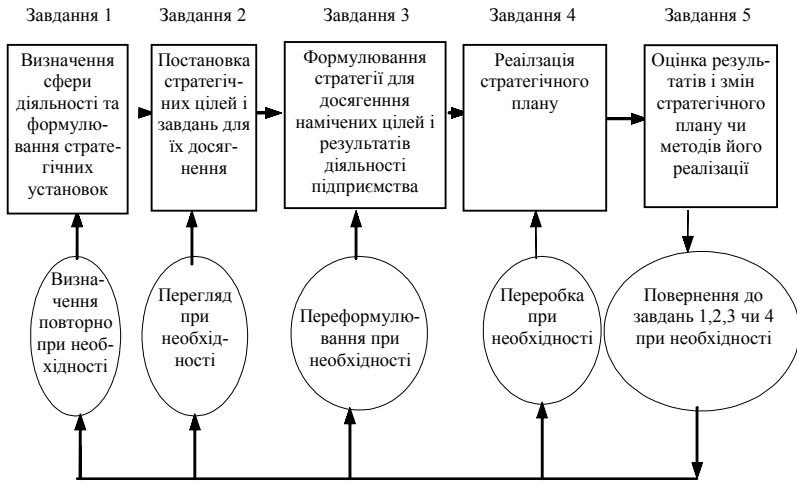 Завдання 1
Завдання 2
Завдання 3
Завдання 4
Завдання 5
Визначення
сфери
діяльності та
формулю-
вання страте-
гічних
установок
Постановка
стратегіч-
них цілей і
завдань для
їх досяг-
нення
Формулювання
стратегії для
досягенння
намічених цілей і
результатів
діяльності
підприємства
Реаілзація
стратегічного
плану
Оцінка резуль-
татів і змін
стратегічного
плану чи
методів його
реалізації
Визна-
чення
повторно
при необ-
хідності
Перегляд
при
необхід-
ності
Переформулю-
вання при
необхідності
Переробка
при
необхідності
Повернення до
завдань 1,2,3 чи 4
при необхідності